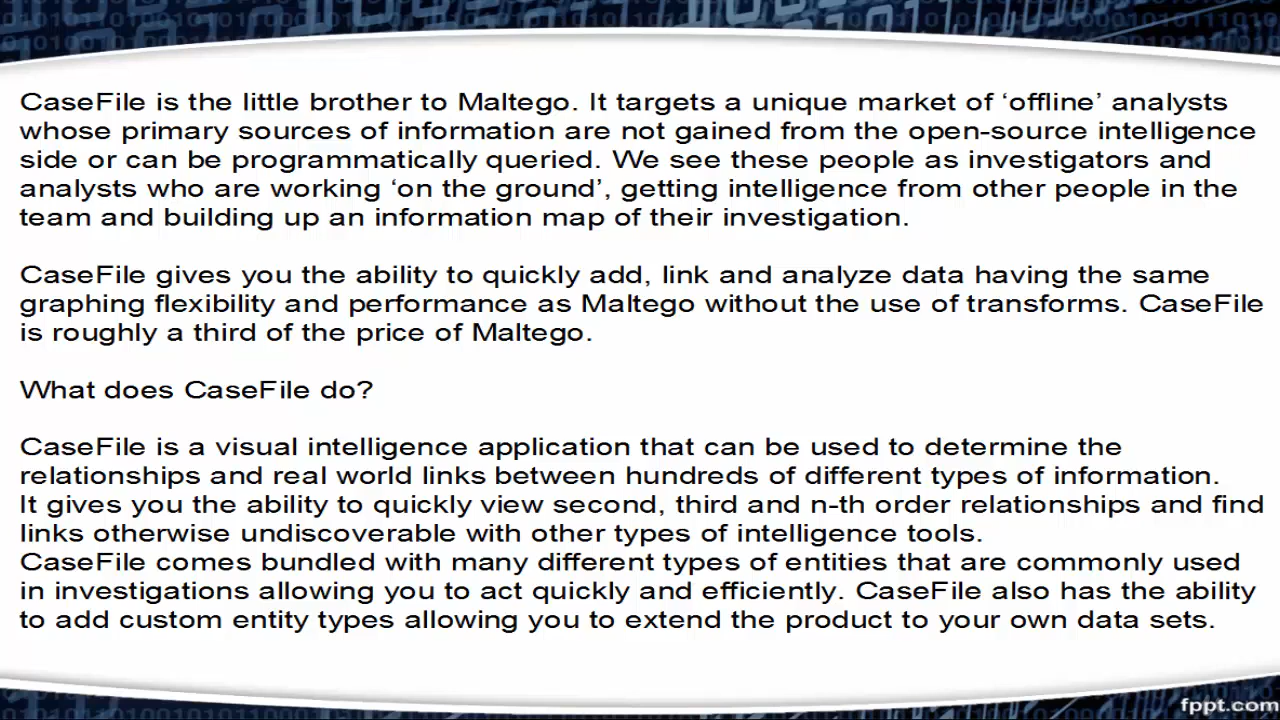 CaseFile is the little brother to Maltego. It targets a unique market of ‘offline’ analysts
whose primary sources of information are not gained from the open-source intelligence
side or can be programmatically queried. We see these people as investigators and
analysts who are working ‘on the ground’, getting intelligence from other people in the
team and building up an information map of their investigation.
CaseFile gives you the ability to quickly add, link and analyze data having the same
graphing flexibility and performance as Maltego without the use of transforms. CaseFile
is roughly a third of the price of Maltego.
What does CaseFile do?
CaseFile is a visual intelligence application that can be used to determine the
relationships and real world links between hundreds of different types of information.
It gives you the ability to quickly view second, third and n-th order relationships and find
links otherwise undiscoverable with other types of intelligence tools.
CaseFile comes bundled with many different types of entities that are commonly used
in investigations allowing you to act quickly and efficiently. CaseFile also has the ability
to add custom entity types allowing you to extend the product to your own data sets.
fppt.com